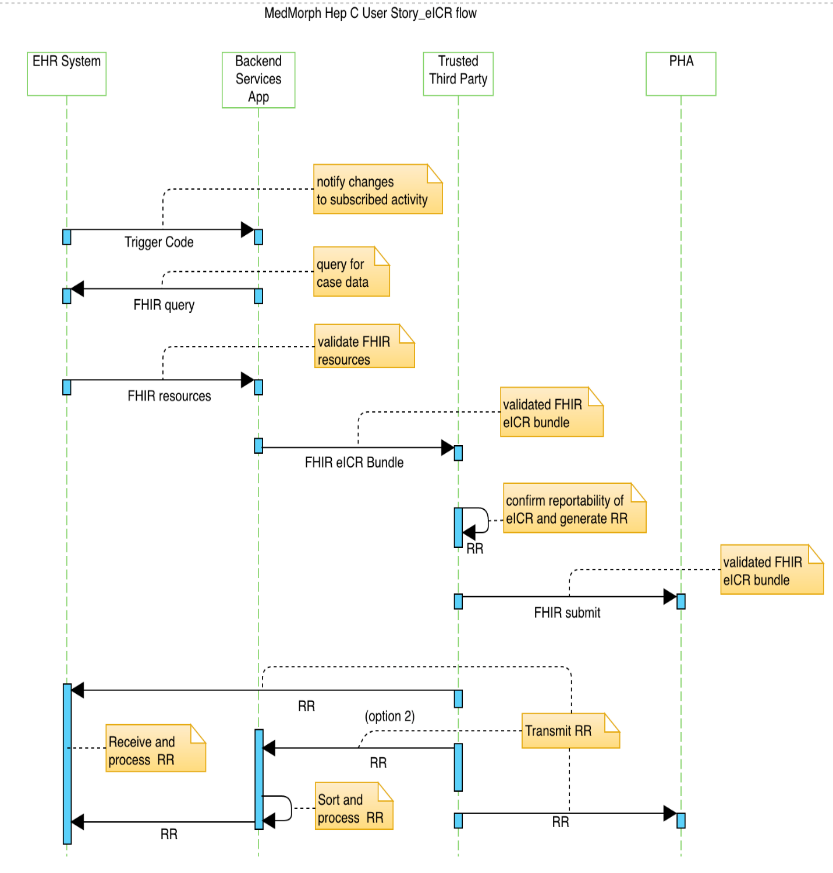 MedMorph Hep C User Story_eICR flow
EHR System
Backend
Services
App
Trusted
Third Party
PHA
notify changes
to subscribed activity
Trigger Code
query for
case data
FHIR query
validate FHIR
resources
FHIR resources
validated FHIR
eICR bundle
FHIR eICR Bundle
confirm reportability of
eICR and generate RR
RR
validated FHIR
eICR bundle
FHIR submit
RR
(option 2)
Transmit RR
Receive and
process RR
RR
Sort and
process RR
RR
RR